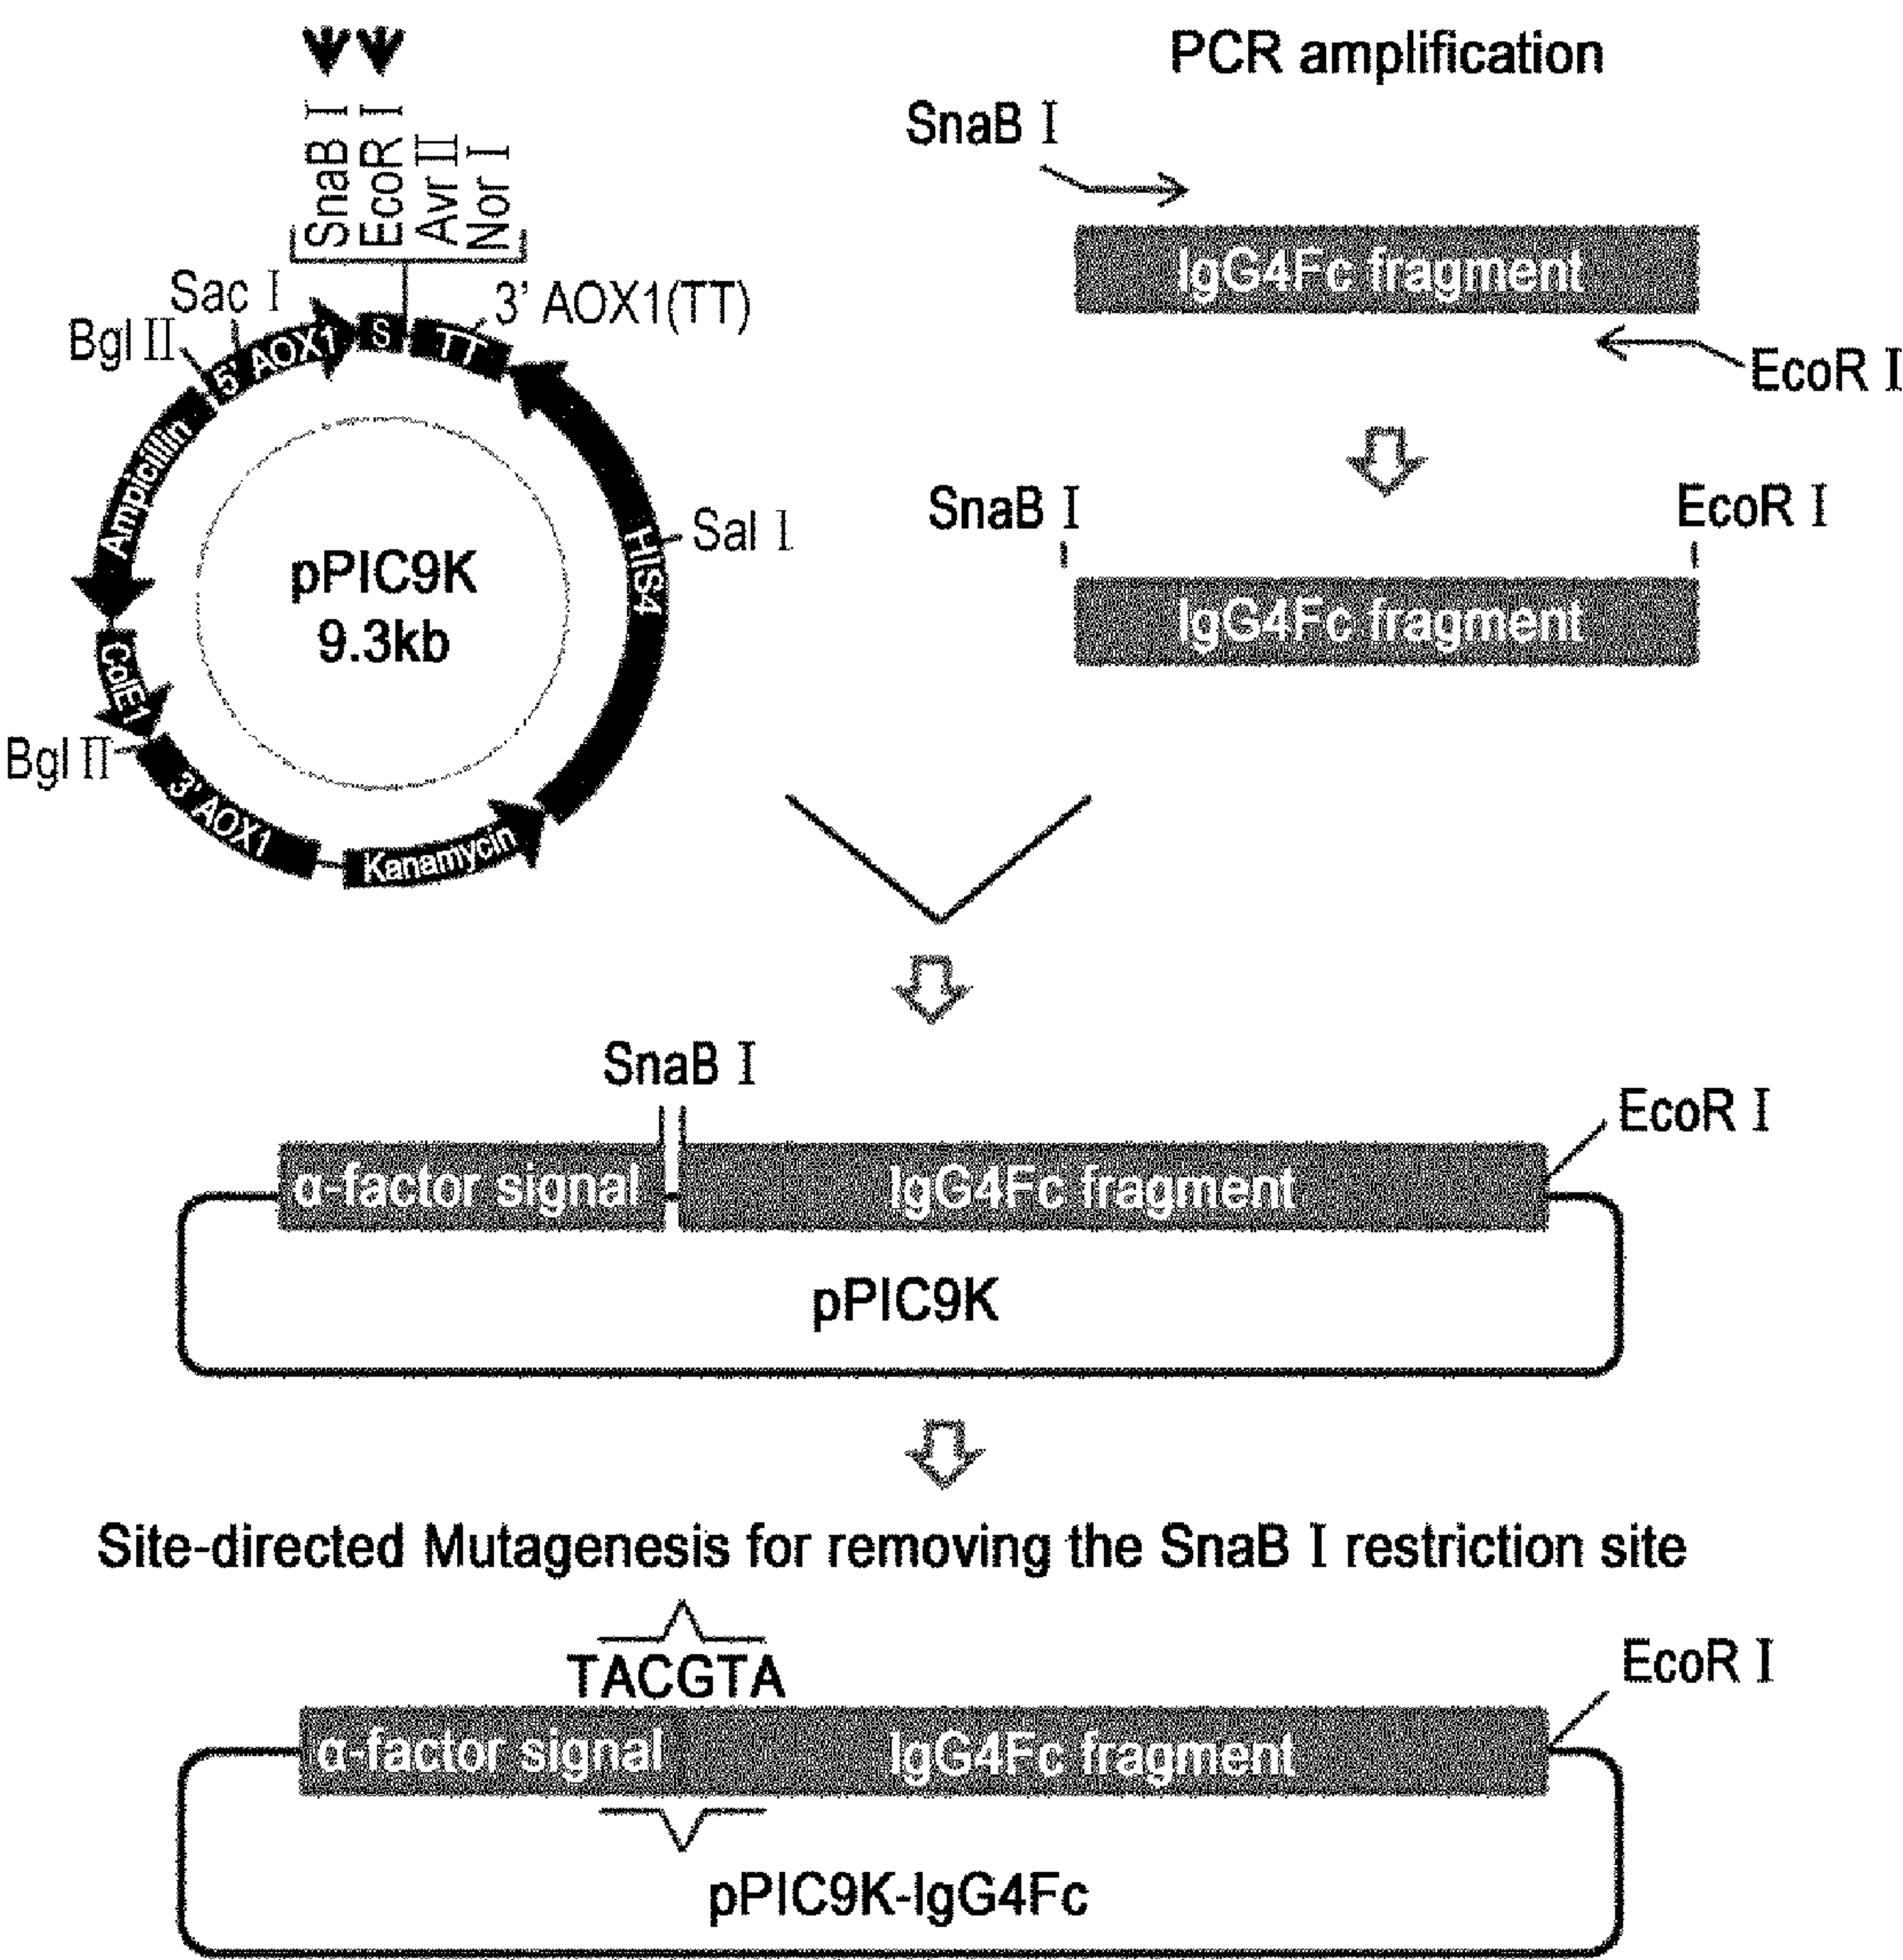 PCR amplification
SnaB I
EcoR I
Avr II
Nor I
Sac I
Bgl II
3' AOX1(TT)
5' AOX1
S
TT
Ampicillin
HIS4
Sal I
pPIC9K
9.3kb
ColE1
Bgl II
3' AOX1
Kanamycin
SnaB I
IgG4Fc fragment
EcoR I
SnaB I
EcoR I
IgG4Fc fragment
SnaB I
EcoR I
α-factor signal
IgG4Fc fragment
pPIC9K
Site-directed Mutagenesis for removing the SnaB I restriction site
TACGTA
EcoR I
α-factor signal
IgG4Fc fragment
pPIC9K-IgG4Fc